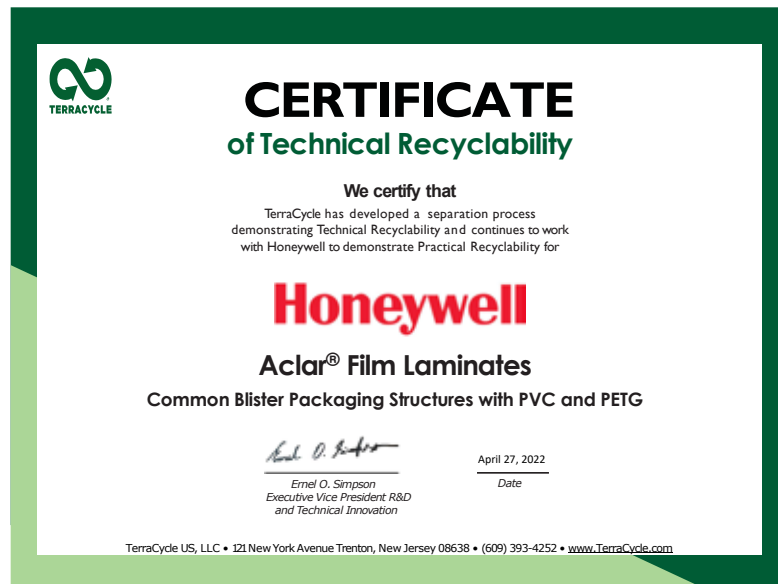 TERRACYCLE
CERTIFICATE
of Technical Recyclability
We certify that
TerraCycle has developed a separation process
demonstrating Technical Recyclability and continues to work
with Honeywell to demonstrate Practical Recyclability for
Honeywell
Aclar® Film Laminates
Common Blister Packaging Structures with PVC and PETG
Ernel O. Simpson
April 27, 2022
Ernel O. Simpson
Date
Executive Vice President R&D
and Technical Innovation
TerraCycle US, LLC • 121 New York Avenue Trenton, New Jersey 08638 • (609) 393-4252 • www.TerraCycle.com